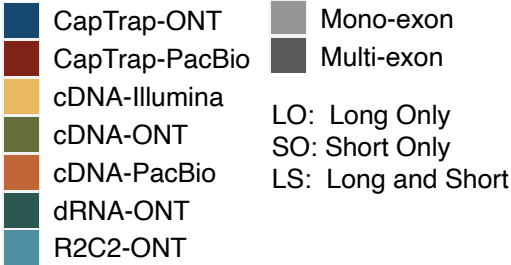 CapTrap-ONT
CapTrap-PacBio
cDNA-Illumina
cDNA-ONT
cDNA-PacBio
dRNA-ONT
R2C2-ONT
Mono-exon
Multi-exon
LO: Long Only
SO: Short Only
LS: Long and Short